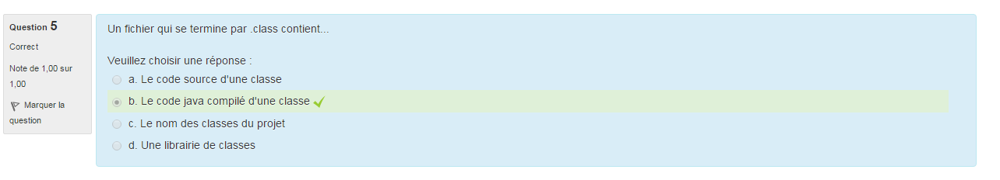 Question 5
Correct
Note de 1,00 sur
1,00
Marquer la
question
Un fichier qui se termine par .class contient...
Veuillez choisir une réponse :
a. Le code source d'une classe
b. Le code java compilé d'une classe
c. Le nom des classes du projet
d. Une librairie de classes